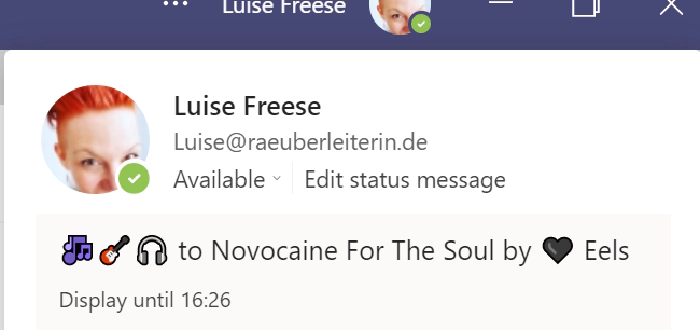 Luise Freese
Luise Freese
Luise@raeuberleiterin.de
Available Edit status message
🎶🎸🎧 to Novocaine For The Soul by 🖤 Eels
Display until 16:26